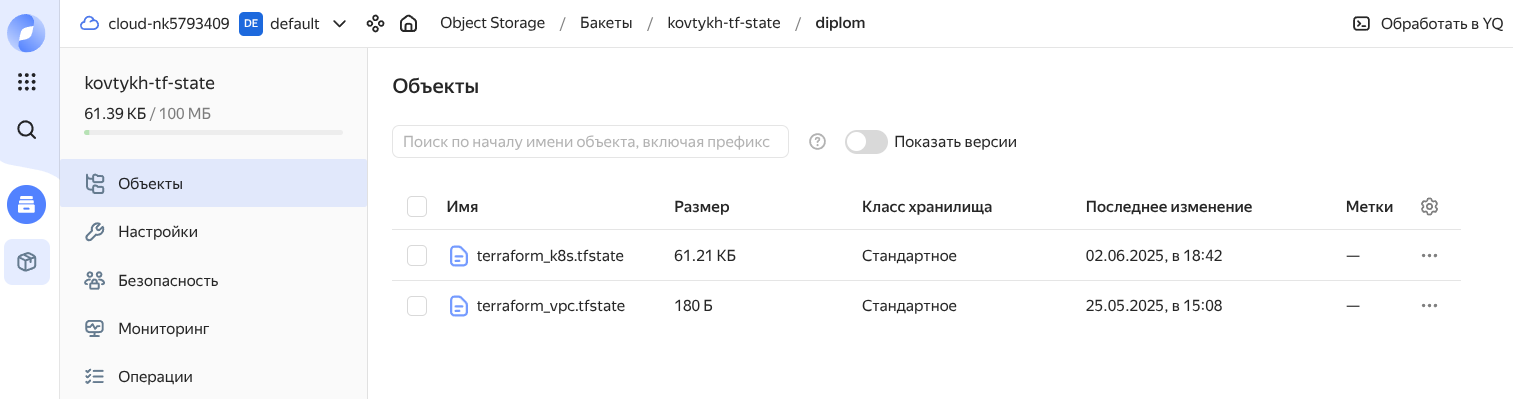 cloud-nk5793409 DE default Object Storage / Бакеты / kovtykh-tf-state / diplom Обработать в YQ
kovtykh-tf-state
61.39 КБ / 100 МБ
Объекты
Настройки
Безопасность
Мониторинг
Операции
Объекты
Поиск по началу имени объекта, включая префикс ? Показать версии
Имя Размер Класс хранилища Последнее изменение Метки
terraform_k8s.tfstate 61.21 КБ Стандартное 02.06.2025, в 18:42 —
terraform_vpc.tfstate 180 Б Стандартное 25.05.2025, в 15:08 —